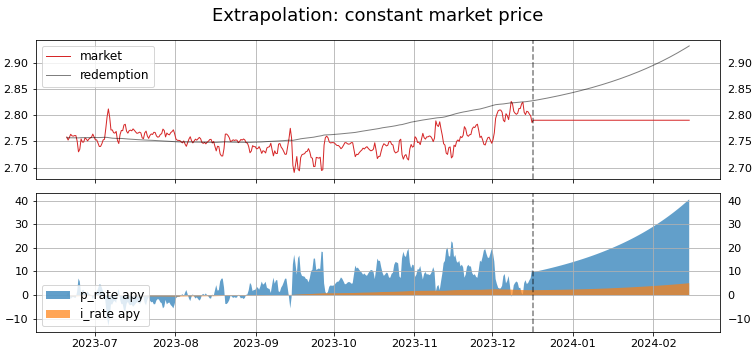 Extrapolation: constant market price
2.90 2.90
2.85 2.85
2.80 2.80
2.75 2.75
2.70 2.70
market
redemption
40 40
30 30
20 20
10 10
0 0
−10 −10
p_rate apy
i_rate apy
2023-07 2023-08 2023-09 2023-10 2023-11 2023-12 2024-01 2024-02